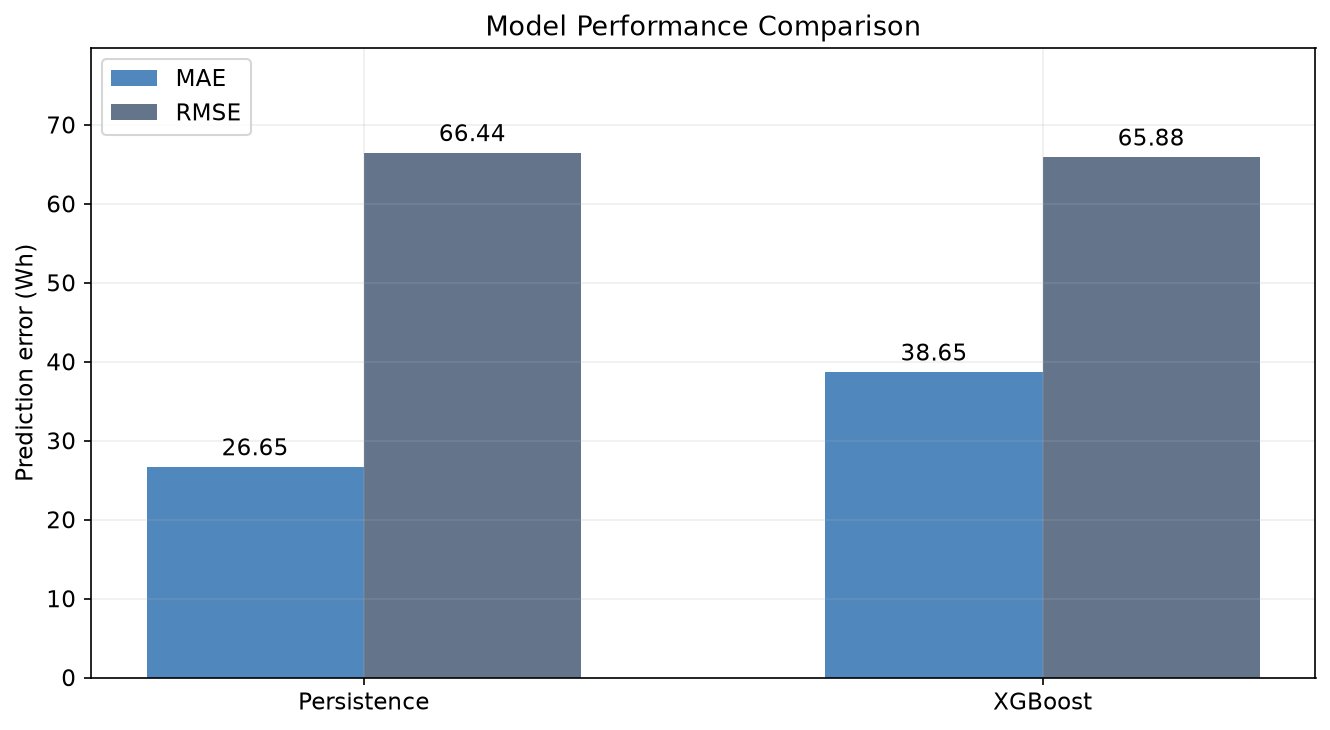 Model Performance Comparison
MAE
RMSE
Prediction error (Wh)
70
60
50
40
30
20
10
0
26.65
66.44
38.65
65.88
Persistence
XGBoost